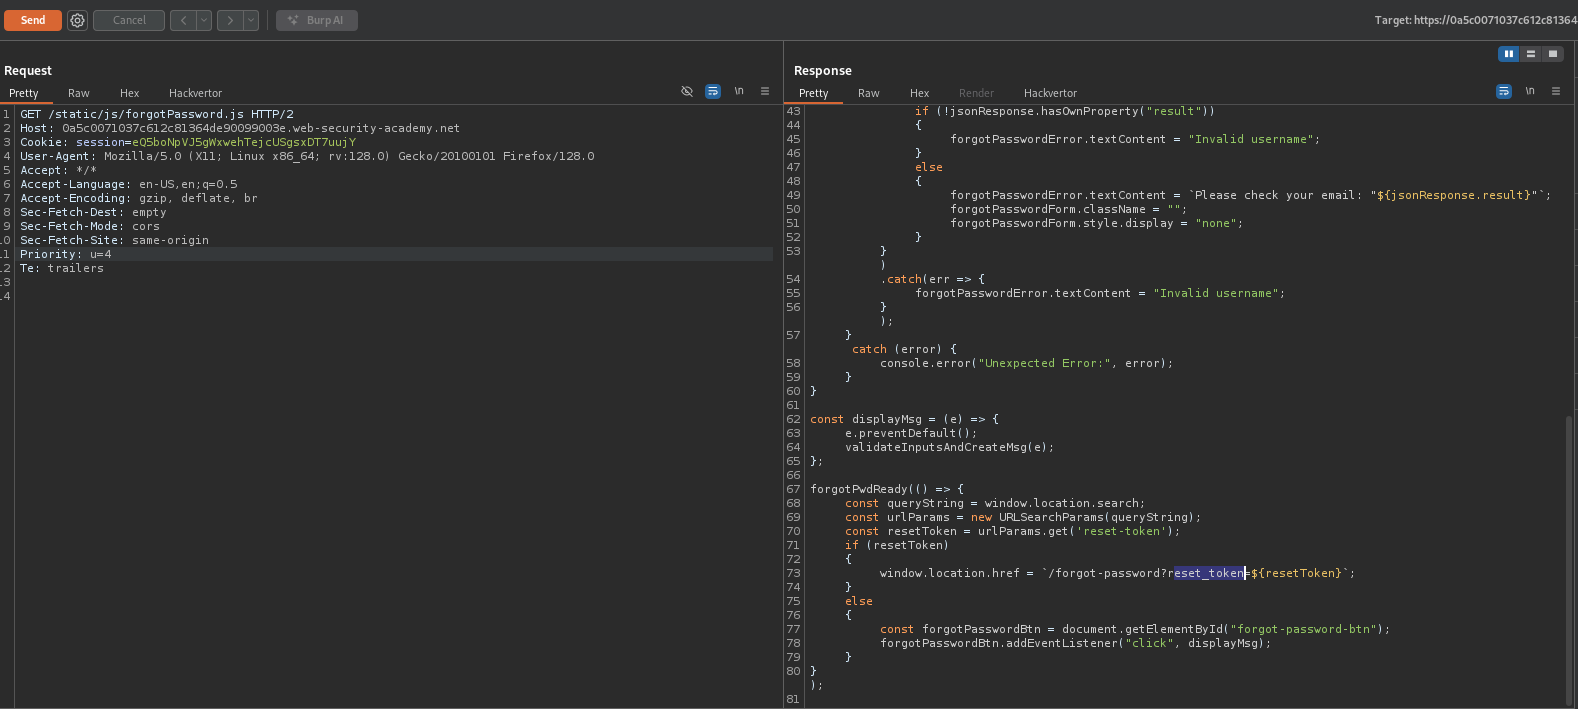 Send Cancel < > Burp AI Target: https://0a5c0071037c612c81364
Request
Pretty Raw Hex Hackvertor \n
1 GET /static/js/forgotPassword.js HTTP/2
2 Host: 0a5c0071037c612c81364de90099003e.web-security-academy.net
3 Cookie: session=eQ5boNpVJ5gWxwehTejcUSgsxDT7uujY
4 User-Agent: Mozilla/5.0 (X11; Linux x86_64; rv:128.0) Gecko/20100101 Firefox/128.0
5 Accept: */*
6 Accept-Language: en-US,en;q=0.5
7 Accept-Encoding: gzip, deflate, br
8 Sec-Fetch-Dest: empty
9 Sec-Fetch-Mode: cors
10 Sec-Fetch-Site: same-origin
11 Priority: u=4
12 Te: trailers
13
14
Response
Pretty Raw Hex Render Hackvertor \n
43 if (!jsonResponse.hasOwnProperty("result"))
44 {
45 forgotPasswordError.textContent = "Invalid username";
46 }
47 else
48 {
49 forgotPasswordError.textContent = `Please check your email: "${jsonResponse.result}"`;
50 forgotPasswordForm.className = "";
51 forgotPasswordForm.style.display = "none";
52 }
53 }
)
54 .catch(err => {
55 forgotPasswordError.textContent = "Invalid username";
56 }
);
57 }
catch (error) {
58 console.error("Unexpected Error:", error);
59 }
60 }
61
62 const displayMsg = (e) => {
63 e.preventDefault();
64 validateInputsAndCreateMsg(e);
65 };
66
67 forgotPwdReady(() => {
68 const queryString = window.location.search;
69 const urlParams = new URLSearchParams(queryString);
70 const resetToken = urlParams.get('reset-token');
71 if (resetToken)
72 {
73 window.location.href = `/forgot-password?reset_token=${resetToken}`;
74 }
75 else
76 {
77 const forgotPasswordBtn = document.getElementById("forgot-password-btn");
78 forgotPasswordBtn.addEventListener("click", displayMsg);
79 }
80 }
);
81